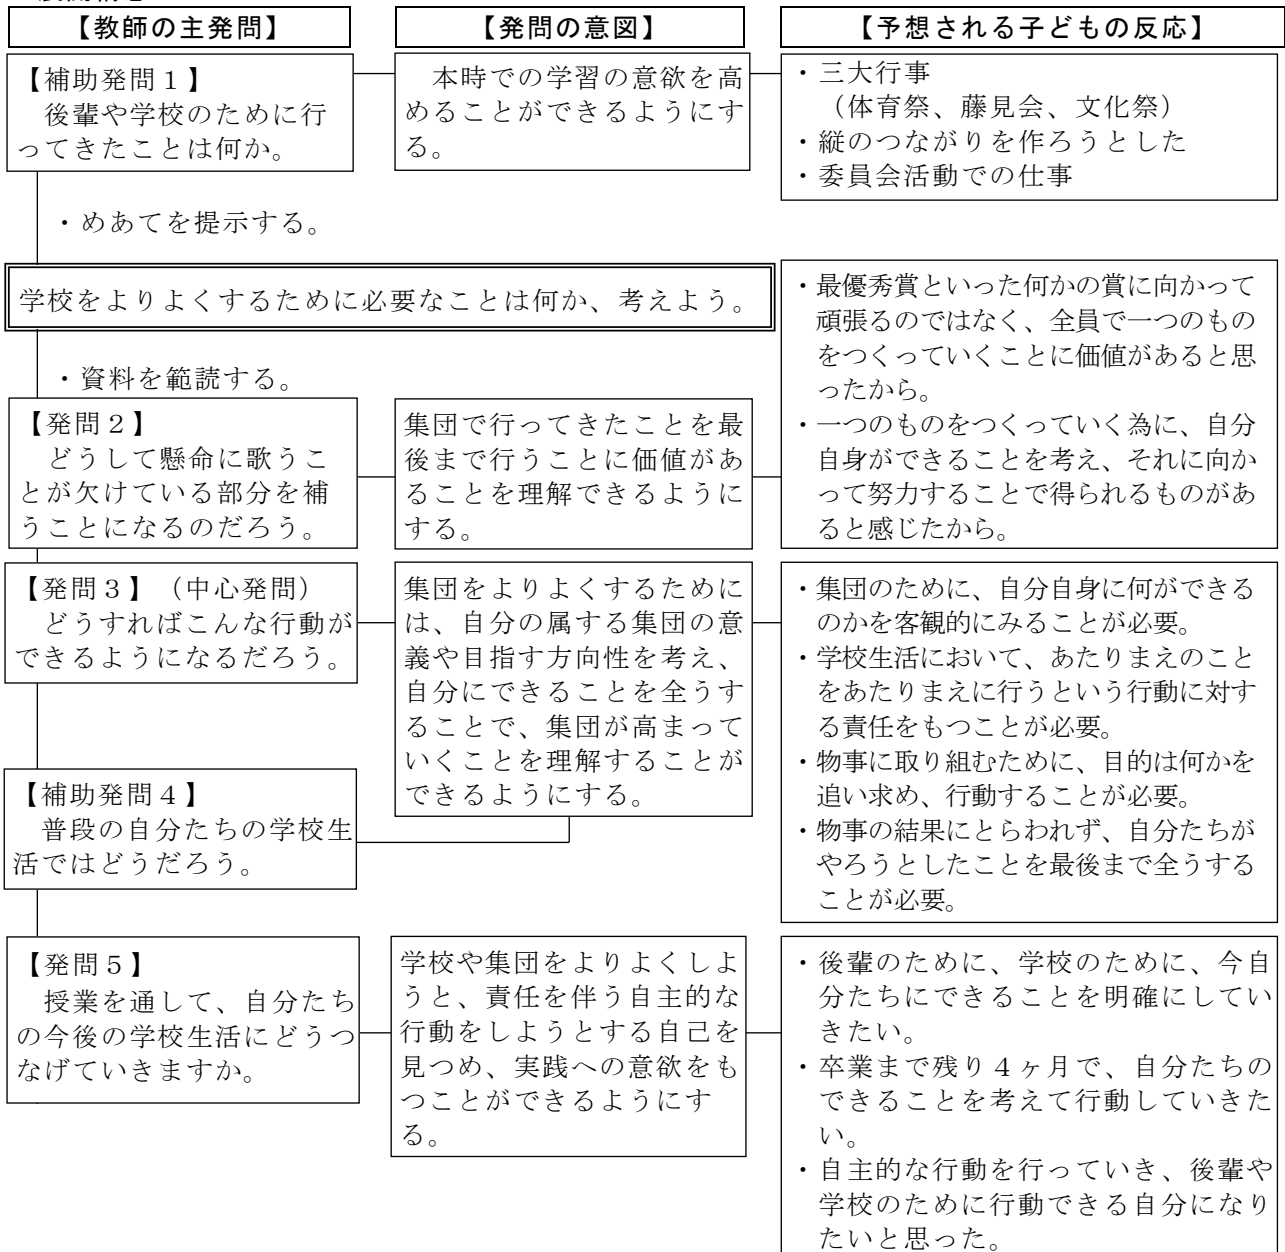 【教師の主発問】
【発問の意図】
【予想される子どもの反応】
【補助発問１】
後輩や学校のために行
ってきたことは何か。
本時での学習の意欲を高
めることができるようにす
る。
・三大行事
（体育祭、藤見会、文化祭）
・縦のつながりを作ろうとした
・委員会活動での仕事
・めあてを提示する。
学校をよりよくするために必要なことは何か、考えよう。
・資料を範読する。
【発問２】
どうして懸命に歌うこ
とが欠けている部分を補
うことになるのだろう。
集団で行ってきたことを最
後まで行うことに価値があ
ることを理解できるように
する。
・最優秀賞といった何かの賞に向かって
頑張るのではなく、全員で一つのもの
をつくっていくことに価値があると思
ったから。
・一つのものをつくっていく為に、自分
自身ができることを考え、それに向か
って努力することで得られるものがあ
ると感じたから。
【発問３】（中心発問）
どうすればこんな行動が
できるようになるだろう。
集団をよりよくするために
は、自分の属する集団の意
義や目指す方向性を考え、
自分にできることを全うす
ることで、集団が高まって
いくことを理解することが
できるようにする。
・集団のために、自分自身に何ができる
のかを客観的にみることが必要。
・学校生活において、あたりまえのこと
をあたりまえに行うという行動に対す
る責任をもつことが必要。
・物事に取り組むために、目的は何かを
追い求め、行動することが必要。
・物事の結果にとらわれず、自分たちが
やろうとしたことを最後まで全うする
ことが必要。
【補助発問４】
普段の自分たちの学校生
活ではどうだろう。
【発問５】
授業を通して、自分たち
の今後の学校生活にどうつ
なげていきますか。
学校や集団をよりよくしよ
うと、責任を伴う自主的な
行動をしようとする自己を
見つめ、実践への意欲をも
つことができるようにす
る。
・後輩のために、学校のために、今自
分たちにできることを明確にしてい
きたい。
・卒業まで残り４ヶ月で、自分たちの
できることを考えて行動していきた
い。
・自主的な行動を行っていき、後輩や
学校のために行動できる自分になり
たいと思った。